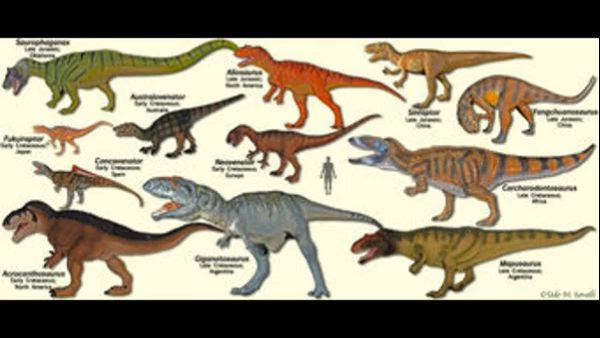 Saurophaganax
Late Jurassic;
Oklahoma
Allosaurus
Late Jurassic;
North America
Sinraptor
Late Jurassic;
China
Yangchuanosaurus
Late Jurassic;
China
Australovenator
Early Cretaceous;
Australia
Fukuiraptor
Early Cretaceous;
Japan
Concavenator
Early Cretaceous;
Spain
Neovenator
Early Cretaceous;
Europe
Carcharodontosaurus
Late Cretaceous;
Africa
Acrocanthosaurus
Early Cretaceous;
North America
Giganotosaurus
Late Cretaceous;
Argentina
Mapusaurus
Late Cretaceous;
Argentina